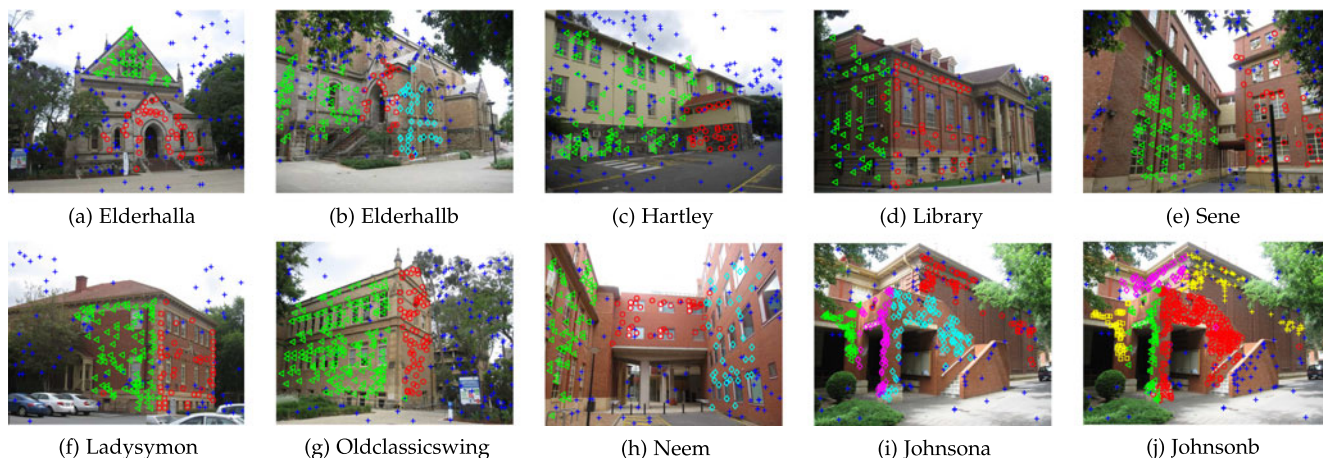 (a) Elderhalla
(b) Elderhallb
(c) Hartley
(d) Library
(e) Sene
(f) Ladysymon
(g) Oldclassicswing
(h) Neem
(i) Johnsona
(j) Johnsonb